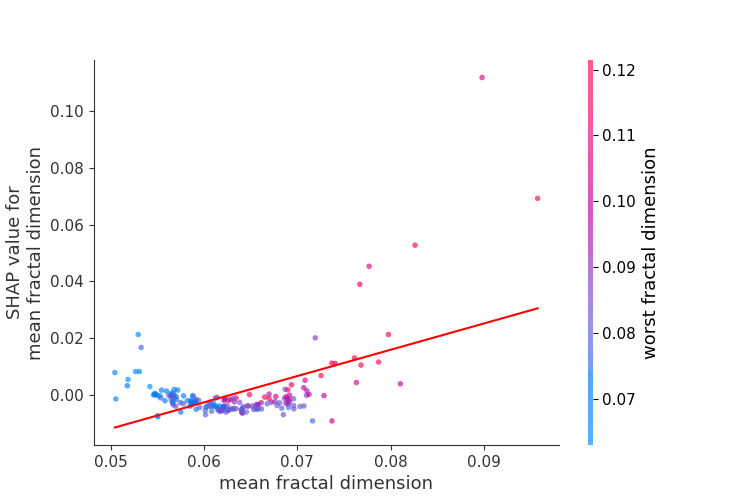 0.12
0.11
0.10
0.09
0.08
0.07
worst fractal dimension
0.10
0.08
0.06
0.04
0.02
0.00
SHAP value for
mean fractal dimension
0.05 0.06 0.07 0.08 0.09
mean fractal dimension